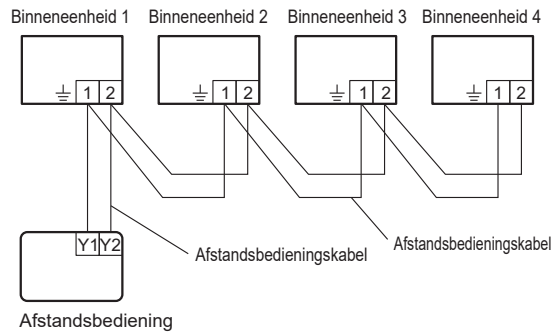 Binneneenheid 1 Binneneenheid 2 Binneneenheid 3 Binneneenheid 4
1 2 1 2 1 2 1 2
Y1 Y2
Afstandsbedieningskabel
Afstandsbedieningskabel
Afstandsbediening